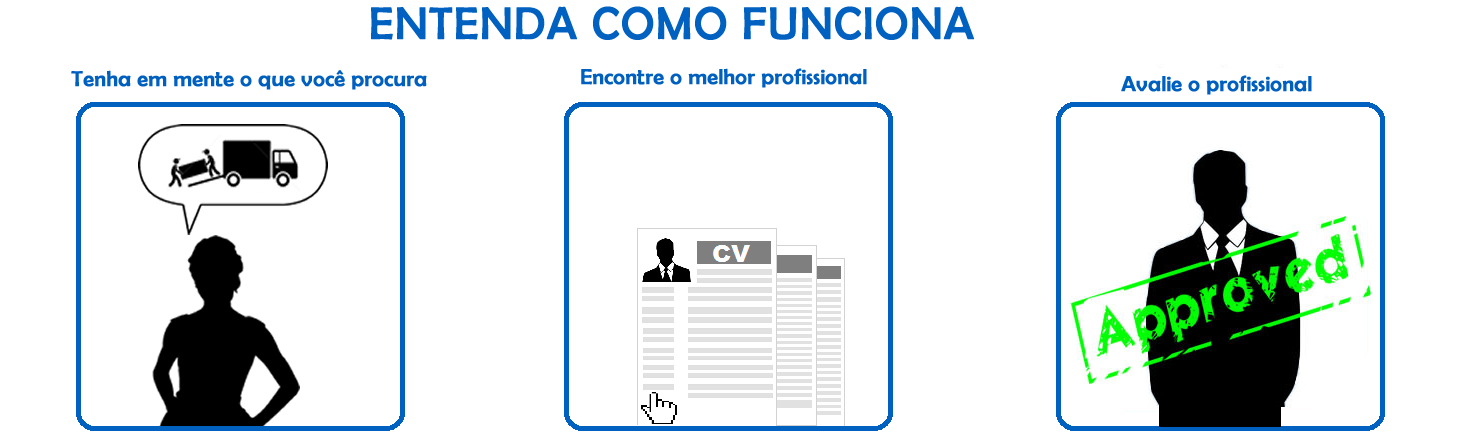 ENTENDA COMO FUNCIONA
Tenha em mente o que você procura
Encontre o melhor profissional
Avalie o profissional
CV
Approved